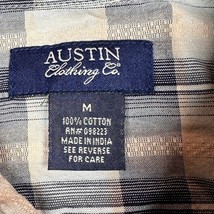 AUSTIN
Clothing Co.
M
100% COTTON
RN# 098223
MADE IN INDIA
SEE REVERSE
FOR CARE